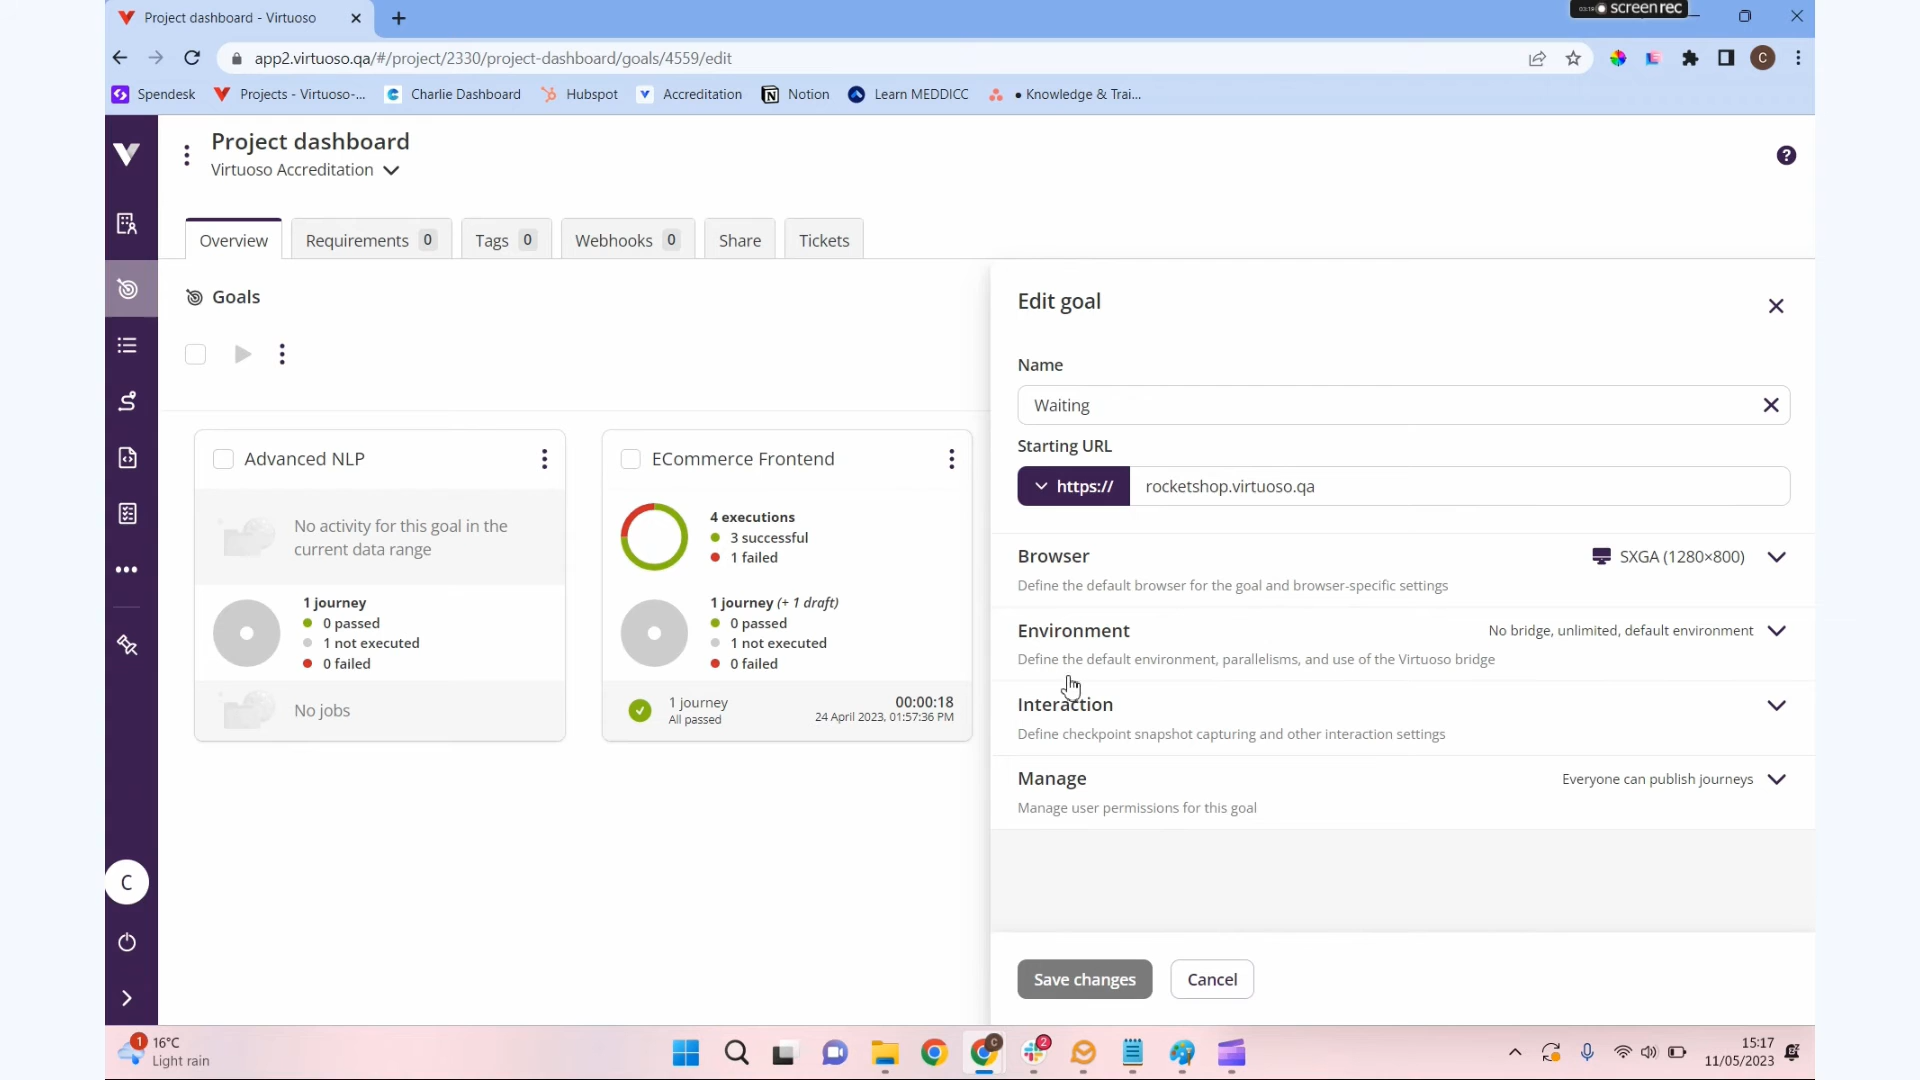 Project dashboard - Virtuoso
03:19 screenrec
app2.virtuoso.qa/#/project/2330/project-dashboard/goals/4559/edit
C
Spendesk
Projects - Virtuoso-...
Charlie Dashboard
Hubspot
Accreditation
Notion
Learn MEDDICC
• Knowledge & Trai...
Project dashboard
Virtuoso Accreditation
?
Overview
Requirements 0
Tags 0
Webhooks 0
Share
Tickets
Goals
Advanced NLP
No activity for this goal in the
current data range
1 journey
0 passed
1 not executed
0 failed
No jobs
ECommerce Frontend
4 executions
3 successful
1 failed
1 journey (+ 1 draft)
0 passed
1 not executed
0 failed
1 journey 00:00:18
All passed 24 April 2023, 01:57:36 PM
Edit goal
Name
Waiting
Starting URL
https:// rocketshop.virtuoso.qa
Browser SXGA (1280×800)
Define the default browser for the goal and browser-specific settings
Environment No bridge, unlimited, default environment
Define the default environment, parallelisms, and use of the Virtuoso bridge
Interaction
Define checkpoint snapshot capturing and other interaction settings
Manage Everyone can publish journeys
Manage user permissions for this goal
Save changes
Cancel
C
1
16°C
Light rain
C
2
15:17
11/05/2023